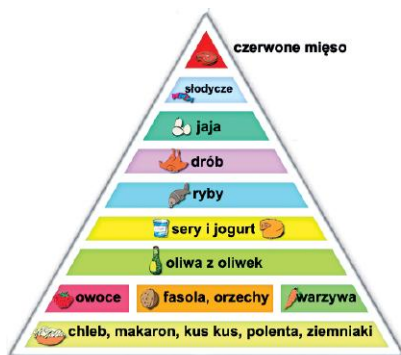 czerwone mięso
słodycze
jaja
drób
ryby
sery i jogurt
oliwa z oliwek
owoce fasola, orzechy warzywa
chleb, makaron, kus kus, polenta, ziemniaki